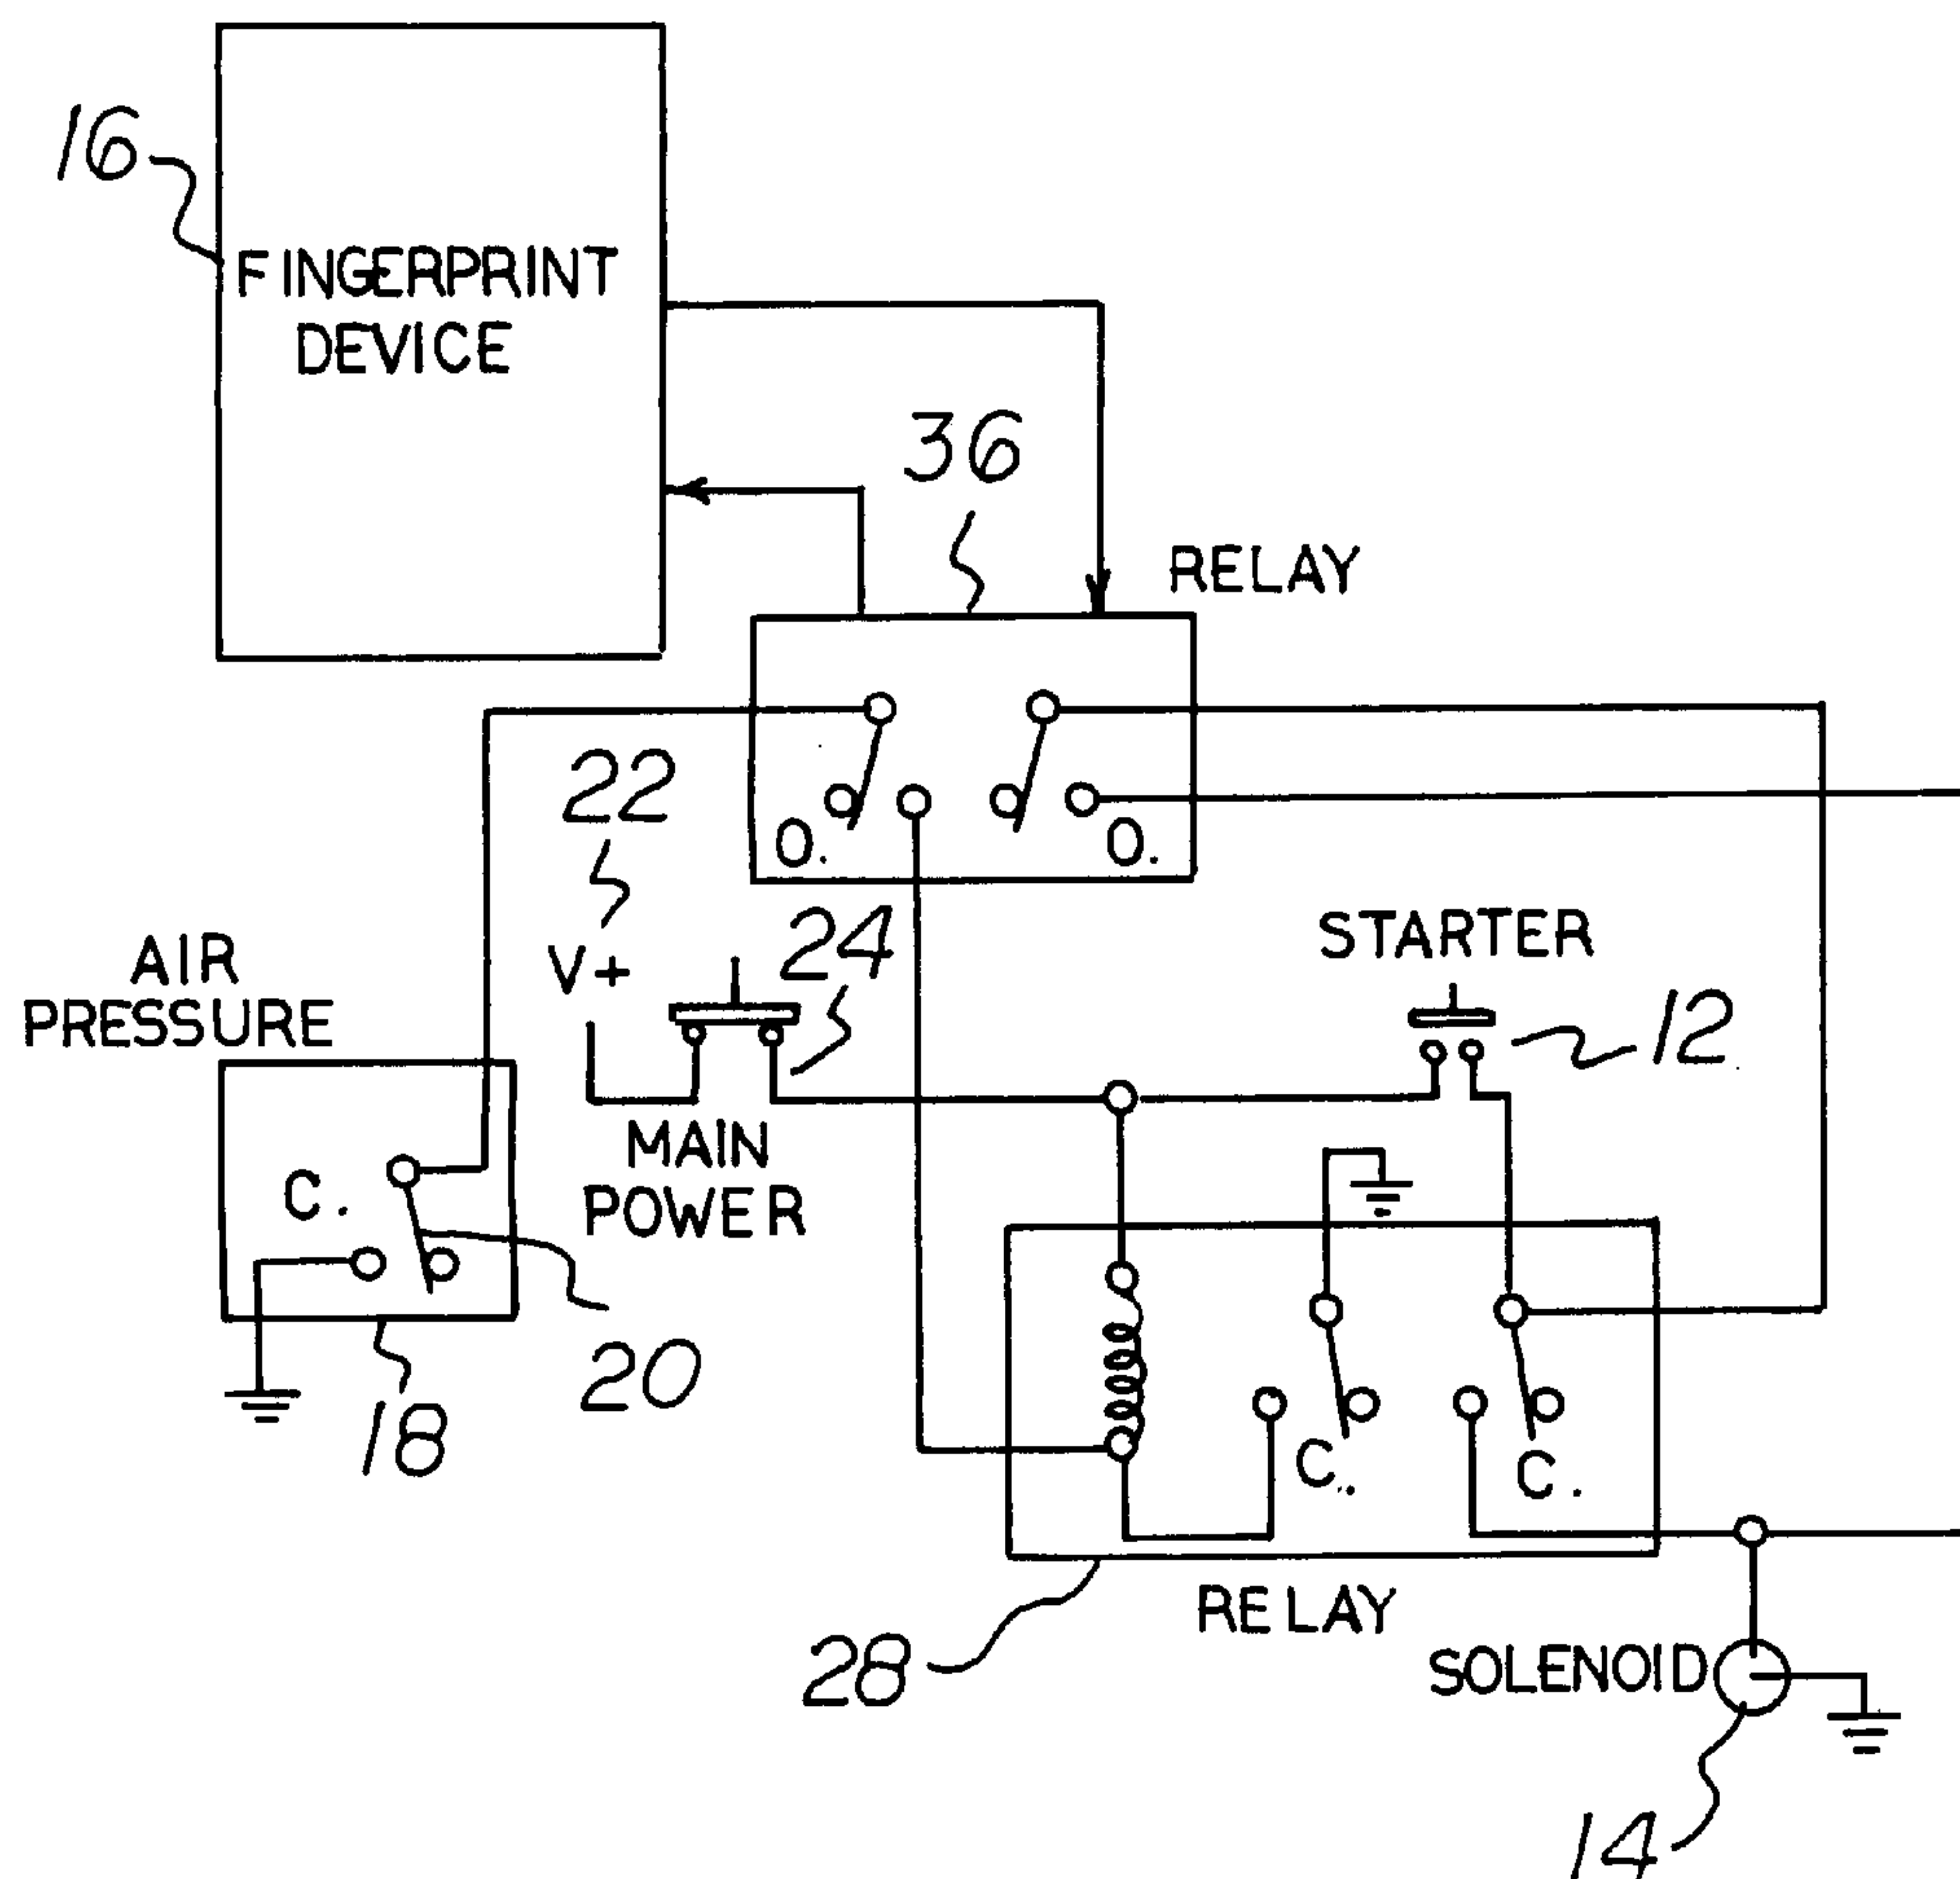 16
FINGERPRINT
DEVICE
36
RELAY
22
O.
O.
24
V+
STARTER
12
AIR
PRESSURE
MAIN
POWER
C.
20
18
C..
C.
RELAY
28
SOLENOID
14